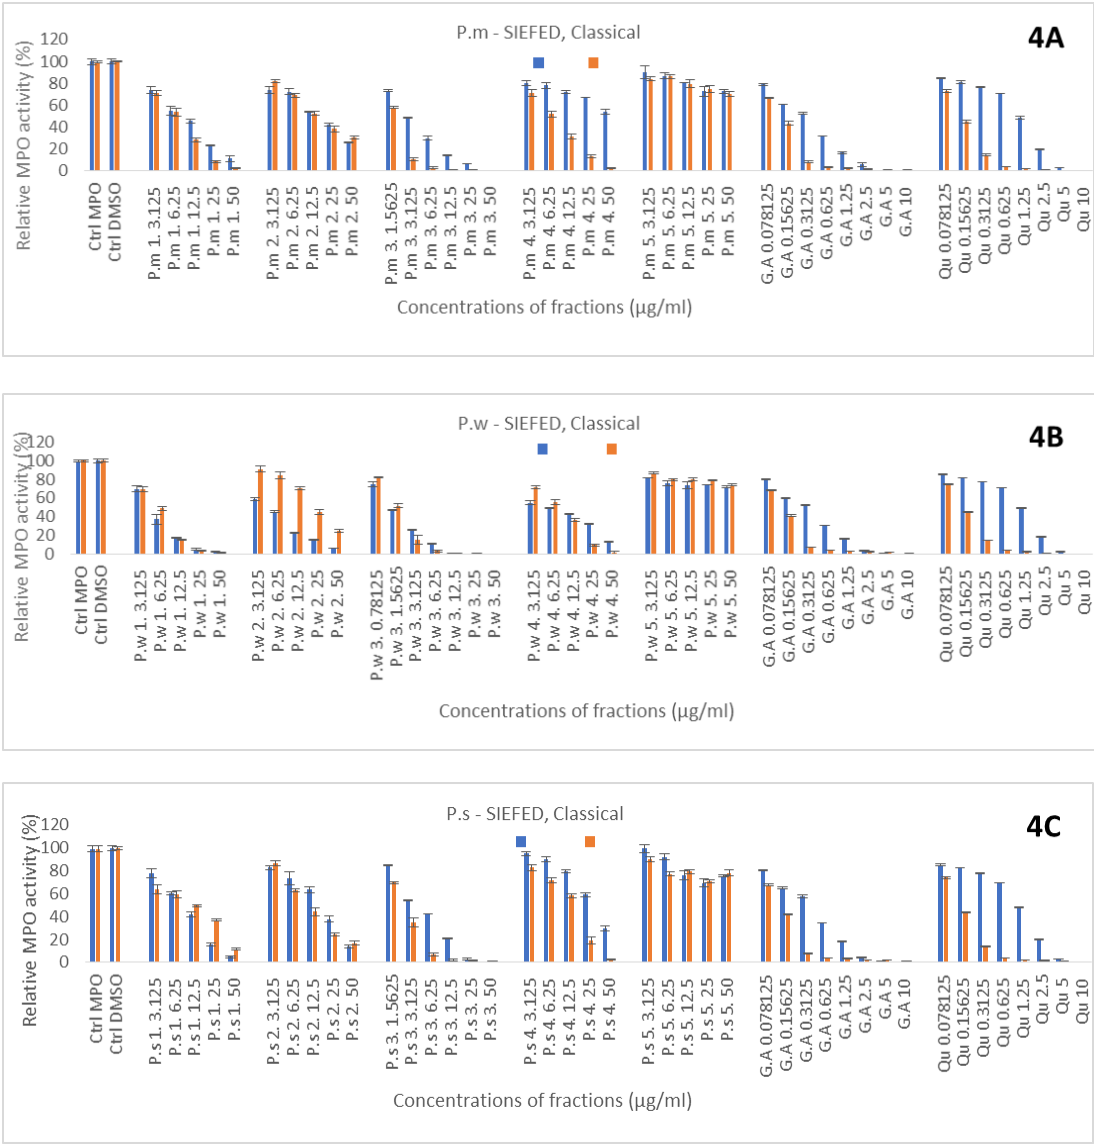 P.m - SIEFED, Classical
4A
Relative MPO activity (%)
120
100
80
60
40
20
0
Ctrl MPO
Ctrl DMSO
P.m 1. 3.125
P.m 1. 6.25
P.m 1. 12.5
P.m 1. 25
P.m 1. 50
P.m 2. 3.125
P.m 2. 6.25
P.m 2. 12.5
P.m 2. 25
P.m 2. 50
P.m 3. 1.5625
P.m 3. 3.125
P.m 3. 6.25
P.m 3. 12.5
P.m 3. 25
P.m 3. 50
P.m 4. 3.125
P.m 4. 6.25
P.m 4. 12.5
P.m 4. 25
P.m 4. 50
P.m 5. 3.125
P.m 5. 6.25
P.m 5. 12.5
P.m 5. 25
P.m 5. 50
G.A 0.078125
G.A 0.15625
G.A 0.3125
G.A 0.625
G.A 1.25
G.A 2.5
G.A 5
G.A 10
Qu 0.078125
Qu 0.15625
Qu 0.3125
Qu 0.625
Qu 1.25
Qu 2.5
Qu 5
Qu 10
Concentrations of fractions (µg/ml)
P.w - SIEFED, Classical
4B
Relative MPO activity (%)
120
100
80
60
40
20
0
Ctrl MPO
Ctrl DMSO
P.w 1. 3.125
P.w 1. 6.25
P.w 1. 12.5
P.w 1. 25
P.w 1. 50
P.w 2. 3.125
P.w 2. 6.25
P.w 2. 12.5
P.w 2. 25
P.w 2. 50
P.w 3. 0.78125
P.w 3. 1.5625
P.w 3. 3.125
P.w 3. 6.25
P.w 3. 12.5
P.w 3. 25
P.w 3. 50
P.w 4. 3.125
P.w 4. 6.25
P.w 4. 12.5
P.w 4. 25
P.w 4. 50
P.w 5. 3.125
P.w 5. 6.25
P.w 5. 12.5
P.w 5. 25
P.w 5. 50
G.A 0.078125
G.A 0.15625
G.A 0.3125
G.A 0.625
G.A 1.25
G.A 2.5
G.A 5
G.A 10
Qu 0.078125
Qu 0.15625
Qu 0.3125
Qu 0.625
Qu 1.25
Qu 2.5
Qu 5
Qu 10
Concentrations of fractions (µg/ml)
P.s - SIEFED, Classical
4C
Relative MPO activity (%)
120
100
80
60
40
20
0
Ctrl MPO
Ctrl DMSO
P.s 1. 3.125
P.s 1. 6.25
P.s 1. 12.5
P.s 1. 25
P.s 1. 50
P.s 2. 3.125
P.s 2. 6.25
P.s 2. 12.5
P.s 2. 25
P.s 2. 50
P.s 3. 1.5625
P.s 3. 3.125
P.s 3. 6.25
P.s 3. 12.5
P.s 3. 25
P.s 3. 50
P.s 4. 3.125
P.s 4. 6.25
P.s 4. 12.5
P.s 4. 25
P.s 4. 50
P.s 5. 3.125
P.s 5. 6.25
P.s 5. 12.5
P.s 5. 25
P.s 5. 50
G.A 0.078125
G.A 0.15625
G.A 0.3125
G.A 0.625
G.A 1.25
G.A 2.5
G.A 5
G.A 10
Qu 0.078125
Qu 0.15625
Qu 0.3125
Qu 0.625
Qu 1.25
Qu 2.5
Qu 5
Qu 10
Concentrations of fractions (µg/ml)